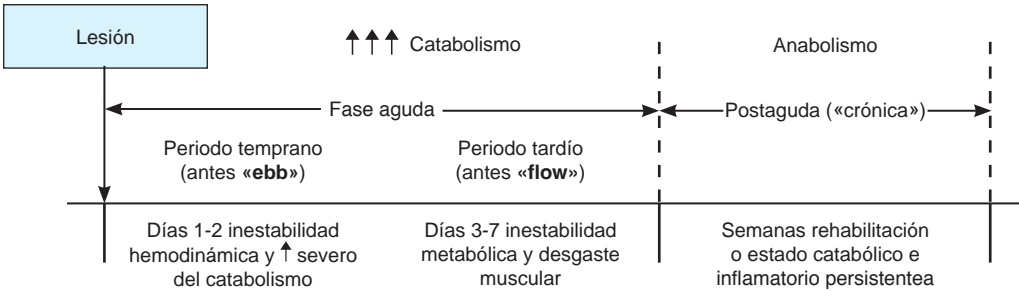 Lesión
↑↑↑ Catabolismo
Anabolismo
Fase aguda
Postaguda («crónica»)
Periodo temprano
(antes «ebb»)
Periodo tardío
(antes «flow»)
Días 1-2 inestabilidad
hemodinámica y ↑ severo
del catabolismo
Días 3-7 inestabilidad
metabólica y desgaste
muscular
Semanas rehabilitación
o estado catabólico e
inflamatorio persistentea